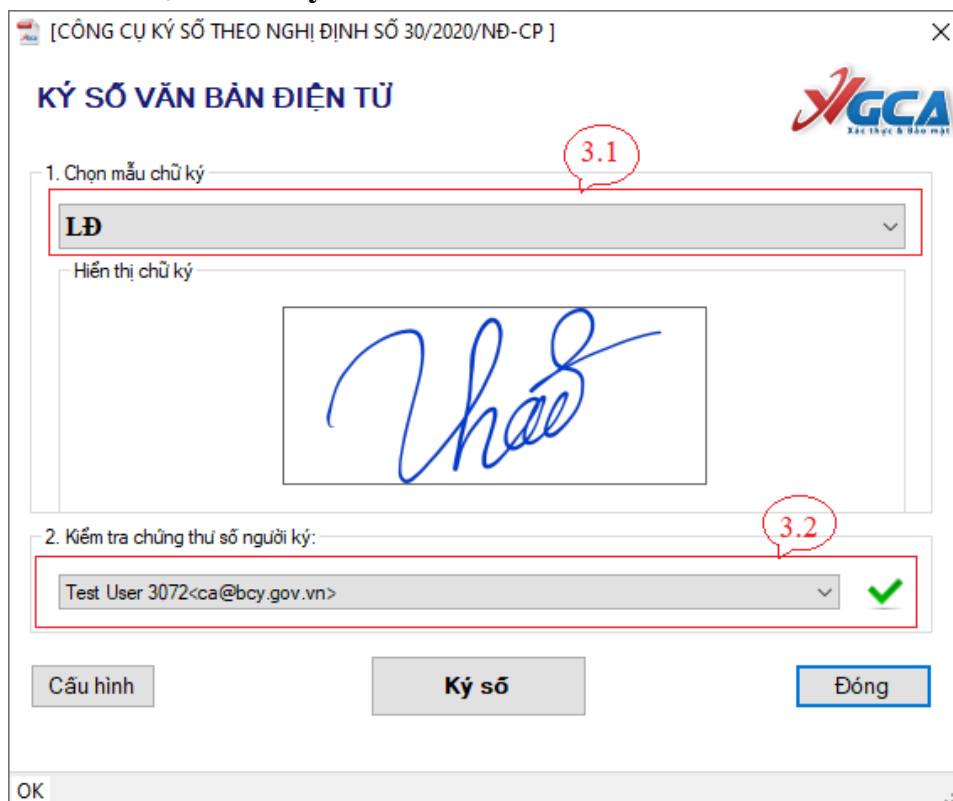 [CÔNG CỤ KÝ SỐ THEO NGHỊ ĐỊNH SỐ 30/2020/NĐ-CP ]
KÝ SỐ VĂN BẢN ĐIỆN TỬ
VGCA
Xác thực & Bảo mật
3.1
1. Chọn mẫu chữ ký
LĐ
Hiển thị chữ ký
Thao
3.2
2. Kiểm tra chứng thư số người ký:
Test User 3072<ca@bcy.gov.vn>
Cấu hình
Ký số
Đóng
OK